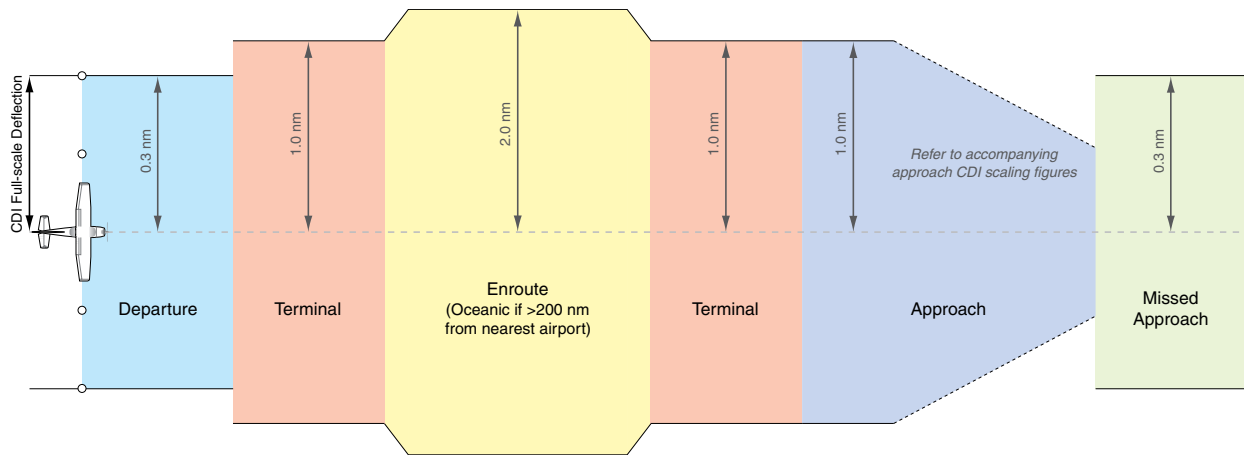 CDI Full-scale Deflection
0.3 nm
Departure
1.0 nm
Terminal
2.0 nm
Enroute
(Oceanic if >200 nm
from nearest airport)
1.0 nm
Terminal
1.0 nm
Refer to accompanying
approach CDI scaling figures
Approach
0.3 nm
Missed
Approach